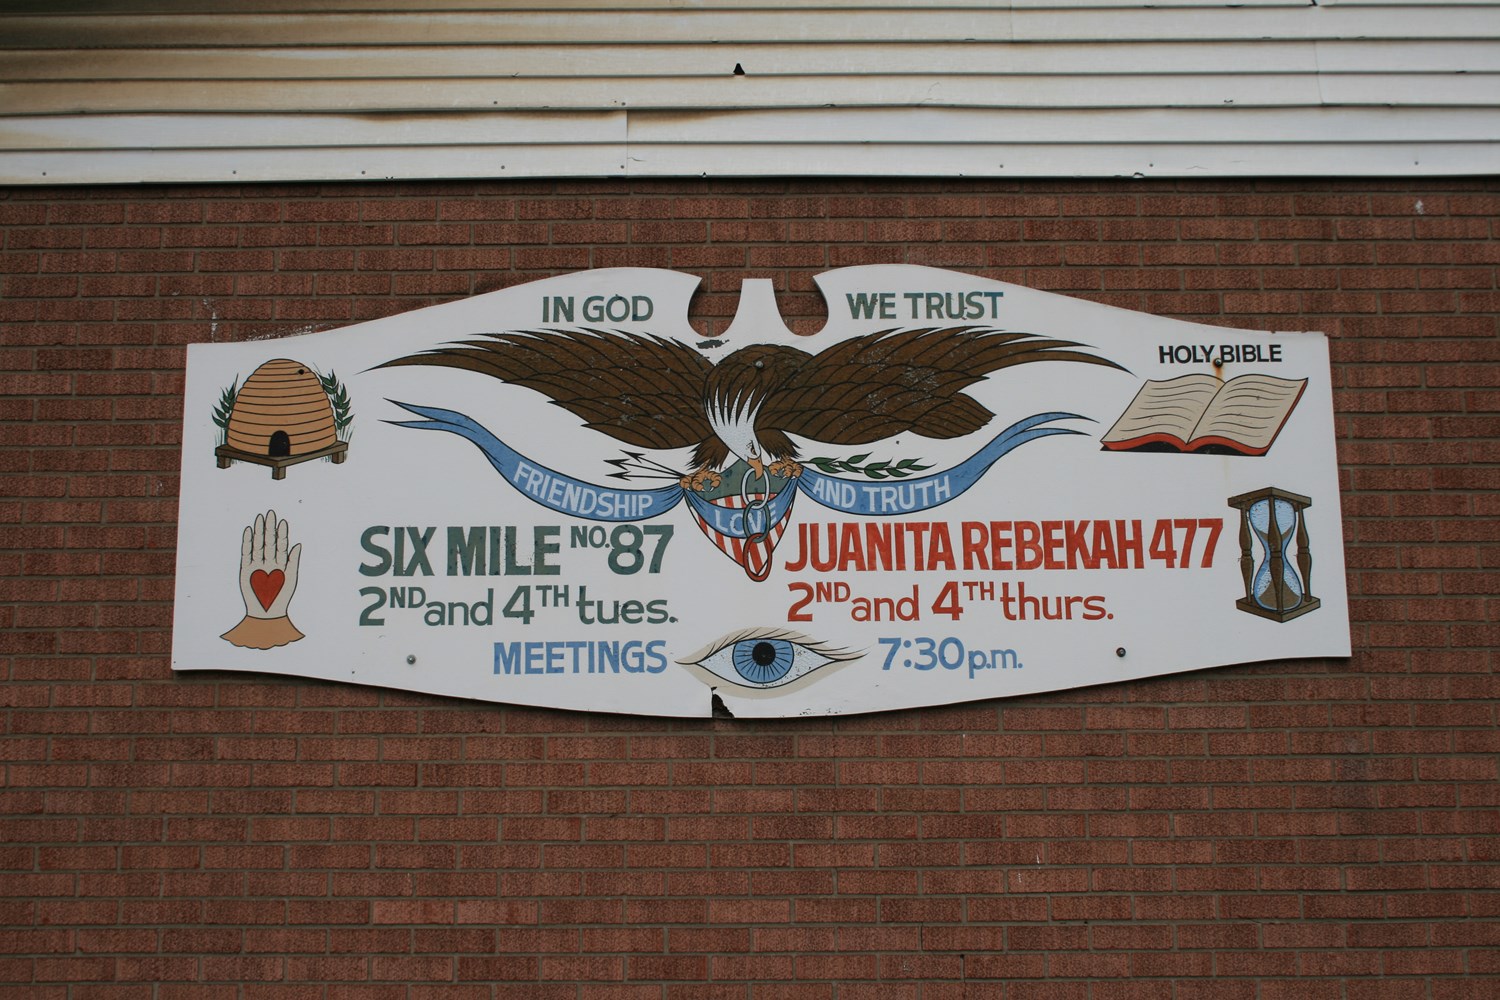 IN GOD WE TRUST
HOLY BIBLE
FRIENDSHIP LOVE AND TRUTH
SIX MILE NO. 87
2ND and 4TH tues.
JUANITA REBEKAH 477
2ND and 4TH thurs.
MEETINGS 7:30 p.m.